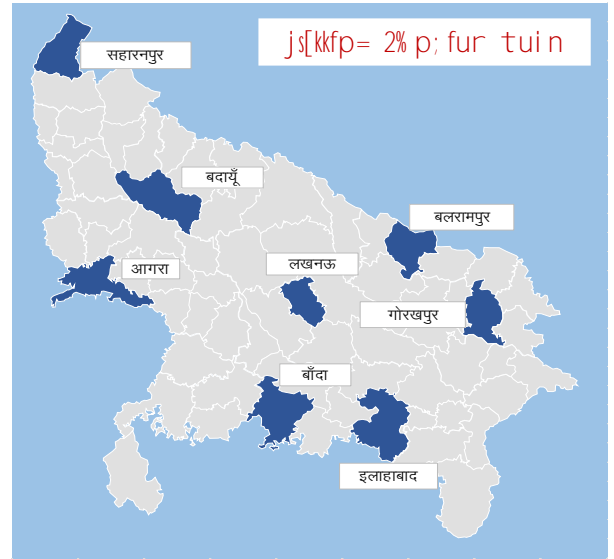 js[kkfp= 2% p;fur tuin
सहारनपुर
बदायूँ
बलरामपुर
आगरा
लखनऊ
गोरखपुर
बाँदा
इलाहाबाद